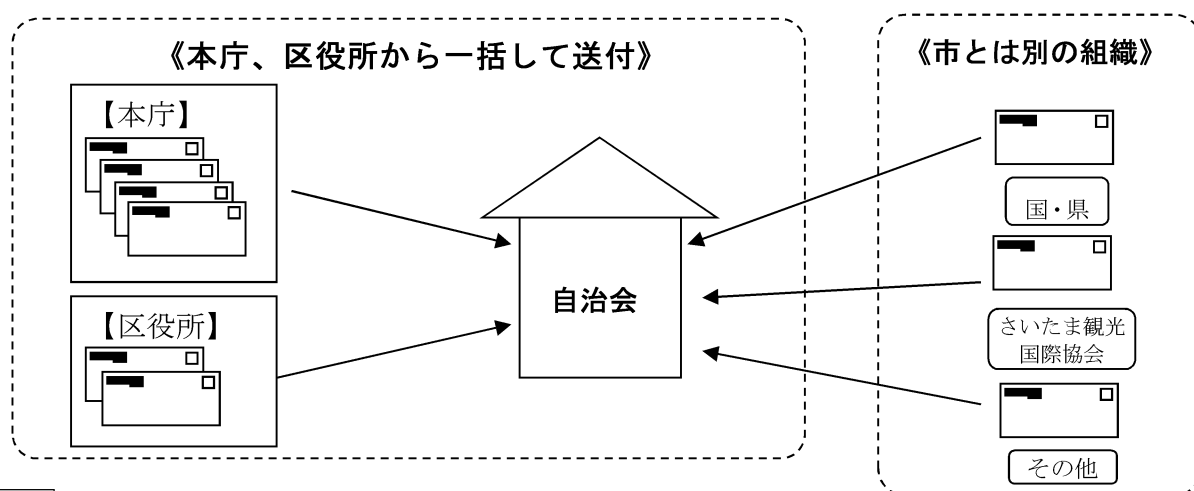 《本庁、区役所から一括して送付》
【本庁】
【区役所】
自治会
《市とは別の組織》
国・県
さいたま観光
国際協会
その他